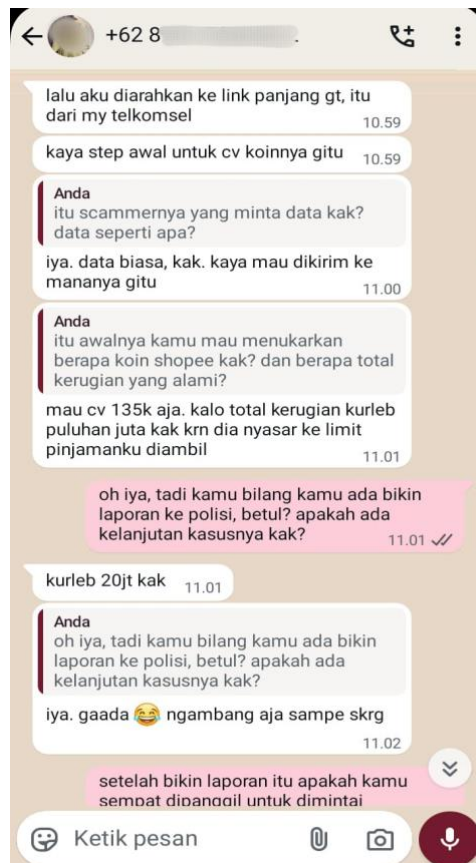 +62 8
lalu aku diarahkan ke link panjang gt, itu
dari my telkomsel
10.59
kaya step awal untuk cv koinnya gitu 10.59
Anda
itu scammernya yang minta data kak?
data seperti apa?
iya. data biasa, kak. kaya mau dikirim ke
mananya gitu
11.00
Anda
itu awalnya kamu mau menukarkan
berapa koin shopee kak? dan berapa total
kerugian yang alami?
mau cv 135k aja. kalo total kerugian kurleb
puluhan juta kak krn dia nyasar ke limit
pinjamanku diambil
11.01
oh iya, tadi kamu bilang kamu ada bikin
laporan ke polisi, betul? apakah ada
kelanjutan kasusnya kak?
11.01
kurleb 20jt kak 11.01
Anda
oh iya, tadi kamu bilang kamu ada bikin
laporan ke polisi, betul? apakah ada
kelanjutan kasusnya kak?
iya. gaada 😂 ngambang aja sampe skrg
11.02
setelah bikin laporan itu apakah kamu
sempat dipanggil untuk dimintai
Ketik pesan